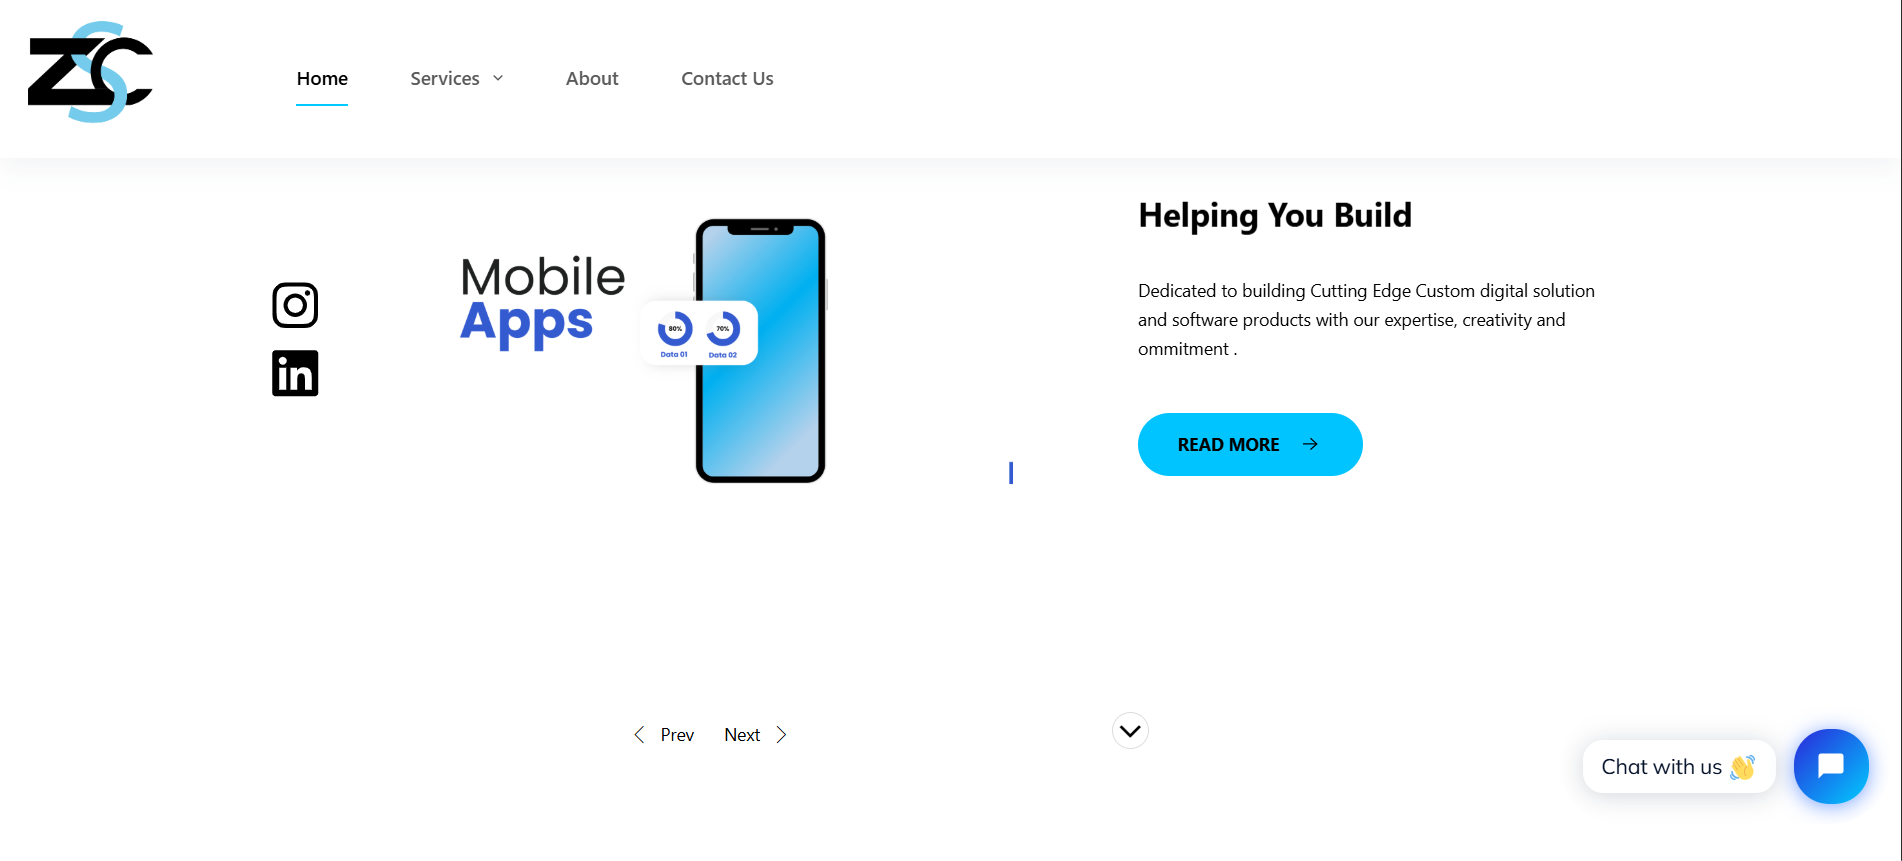 ZSC
Home
Services
About
Contact Us
Mobile
Apps
80%
70%
Data 01
Data 02
Helping You Build
Dedicated to building Cutting Edge Custom digital solution
and software products with our expertise, creativity and
ommitment .
READ MORE
Prev
Next
Chat with us